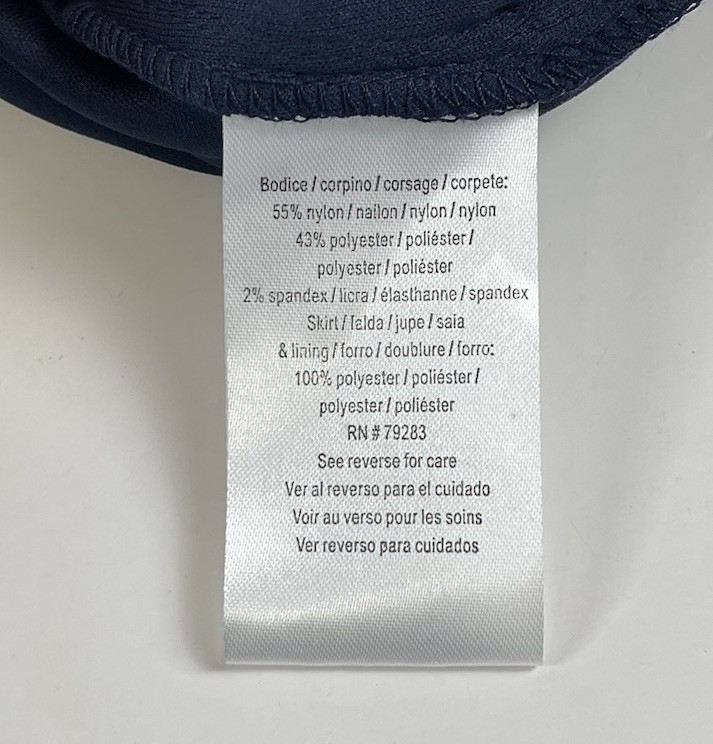 Bodice / corpino / corsage / corpete:
55% nylon / nailon / nylon / nylon
43% polyester / poliéster /
polyester / poliéster
2% spandex / licra / élasthanne / spandex
Skirt / falda / jupe / saia
& lining / forro / doublure / forro:
100% polyester / poliéster /
polyester / poliéster
RN # 79283
See reverse for care
Ver al reverso para el cuidado
Voir au verso pour les soins
Ver reverso para cuidados